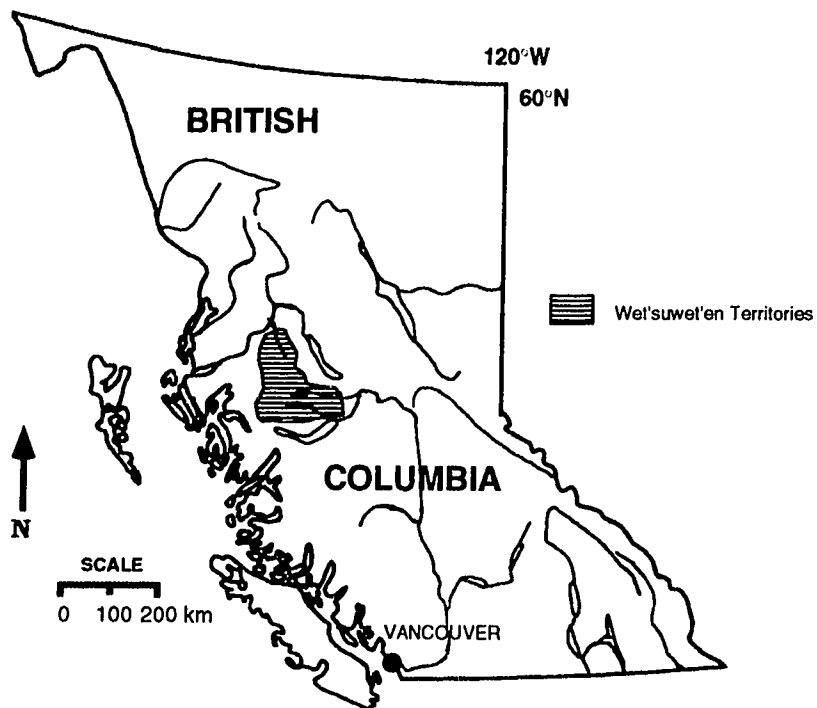 120°W
60°N
BRITISH
Wet'suwet'en Territories
COLUMBIA
N
SCALE
0 100 200 km
VANCOUVER